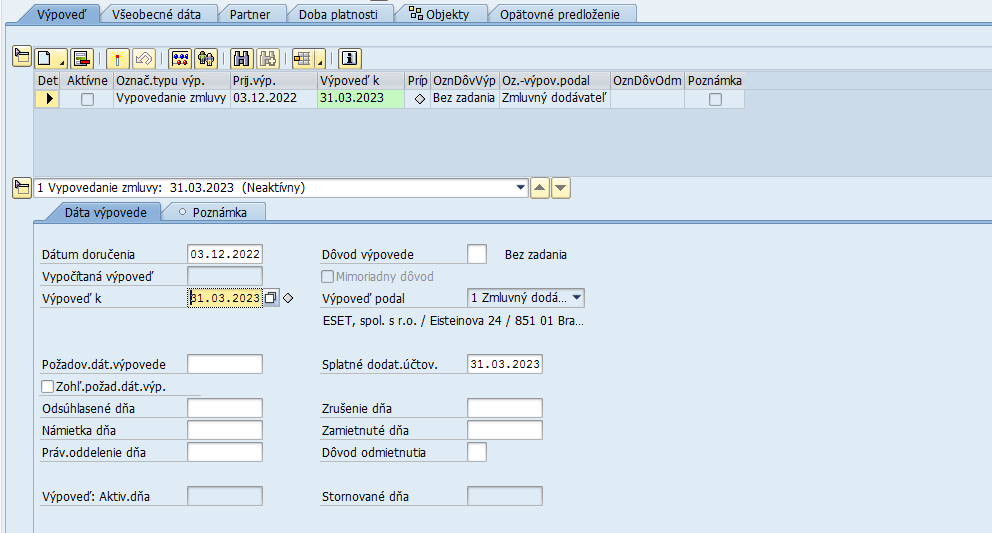 Výpoveď Všeobecné dáta Partner Doba platnosti Objekty Opätovné predloženie
Det Aktívne Označ.typu výp. Prij.výp. Výpoveď k Príp OznDôvVýp Oz.-výpov.podal OznDôvOdm Poznámka
Vypovedanie zmluvy 03.12.2022 31.03.2023 Bez zadania Zmluvný dodávateľ
1 Vypovedanie zmluvy: 31.03.2023 (Neaktívny)
Dáta výpovede Poznámka
Dátum doručenia 03.12.2022 Dôvod výpovede Bez zadania
Vypočítaná výpoveď Mimoriadny dôvod
Výpoveď k 31.03.2023 Výpoveď podal 1 Zmluvný dodá...
ESET, spol. s r.o. / Eisteinova 24 / 851 01 Bra...
Požadov.dát.výpovede Splatné dodat.účtov. 31.03.2023
Zohľ.požad.dát.výp.
Odsúhlasené dňa Zrušenie dňa
Námietka dňa Zamietnuté dňa
Práv.oddelenie dňa Dôvod odmietnutia
Výpoveď: Aktiv.dňa Stornované dňa